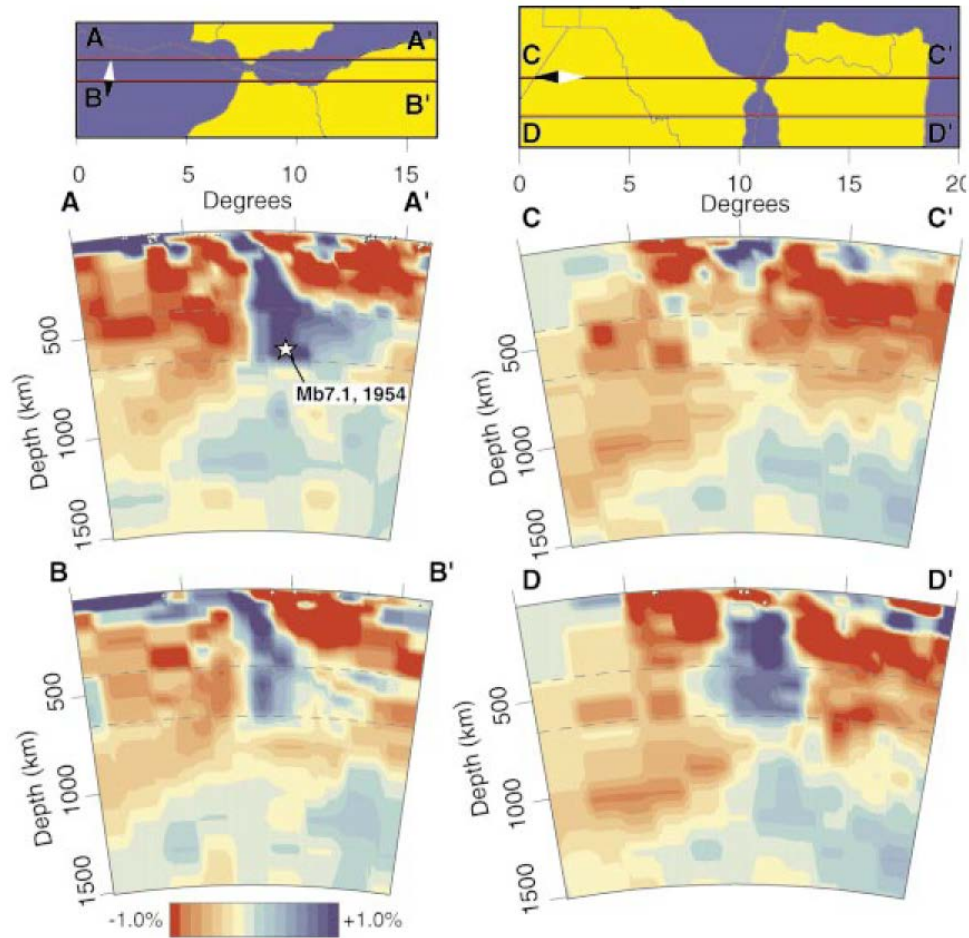 A A'
B B'
0 5 10 15
Degrees
C C'
D D'
0 5 10 15 20
Degrees
A A'
500
1000
1500
Depth (km)
Mb7.1, 1954
C C'
500
1000
1500
Depth (km)
B B'
500
1000
1500
Depth (km)
D D'
500
1000
1500
Depth (km)
-1.0% +1.0%